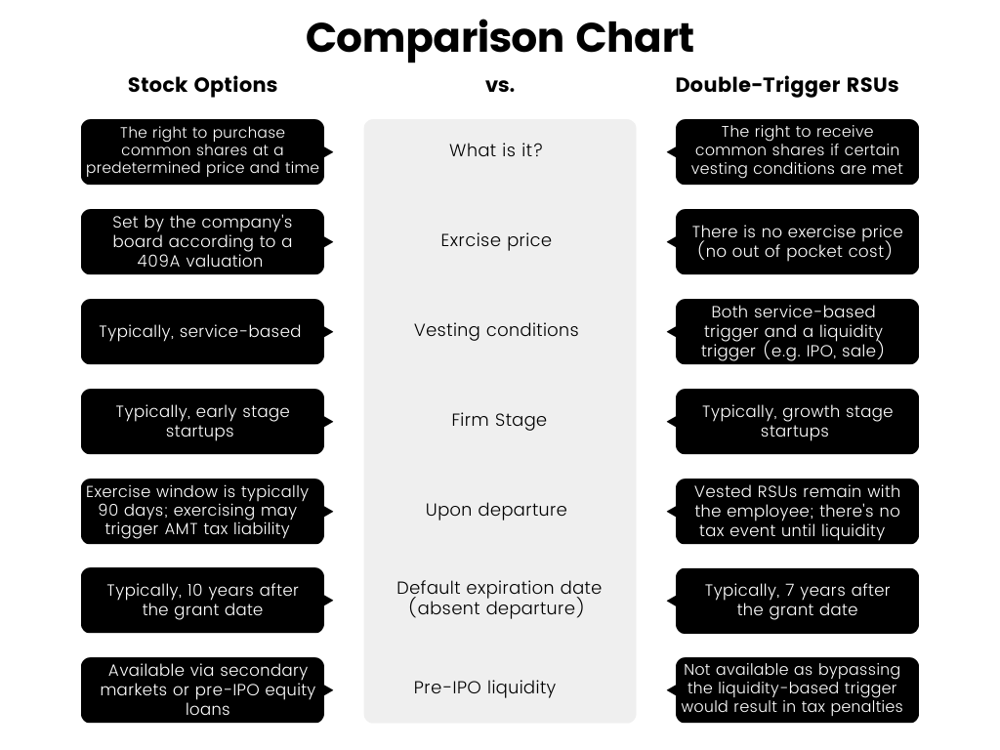 Comparison Chart
Stock Options
vs.
Double-Trigger RSUs
The right to purchase
common shares at a
predetermined price and time
What is it?
The right to receive
common shares if certain
vesting conditions are met
Set by the company's
board according to a
409A valuation
Exrcise price
There is no exercise price
(no out of pocket cost)
Typically, service-based
Vesting conditions
Both service-based
trigger and a liquidity
trigger (e.g. IPO, sale)
Typically, early stage
startups
Firm Stage
Typically, growth stage
startups
Exercise window is typically
90 days; exercising may
trigger AMT tax liability
Upon departure
Vested RSUs remain with
the employee; there's no
tax event until liquidity
Typically, 10 years after
the grant date
Default expiration date
(absent departure)
Typically, 7 years after
the grant date
Available via secondary
markets or pre-IPO equity
loans
Pre-IPO liquidity
Not available as bypassing
the liquidity-based trigger
would result in tax penalties